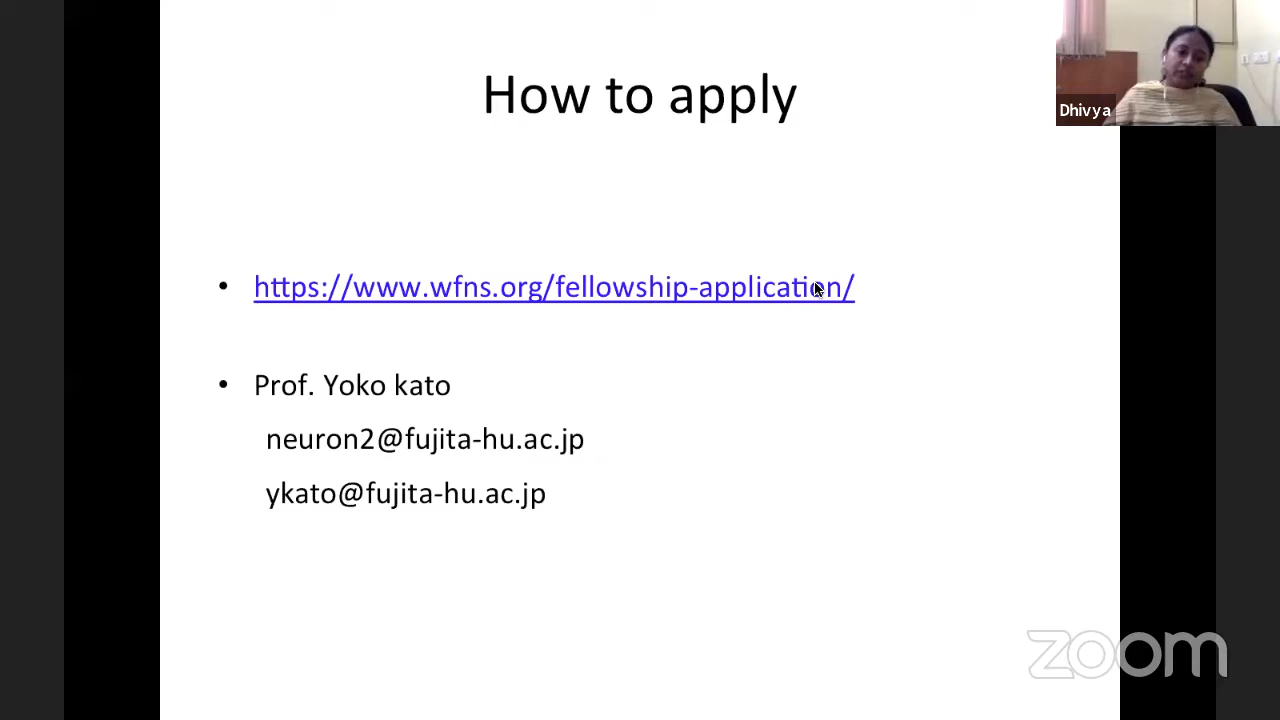 How to apply
Dhivya
• https://www.wfns.org/fellowship-application/
• Prof. Yoko kato
neuron2@fujita-hu.ac.jp
ykato@fujita-hu.ac.jp
zoom